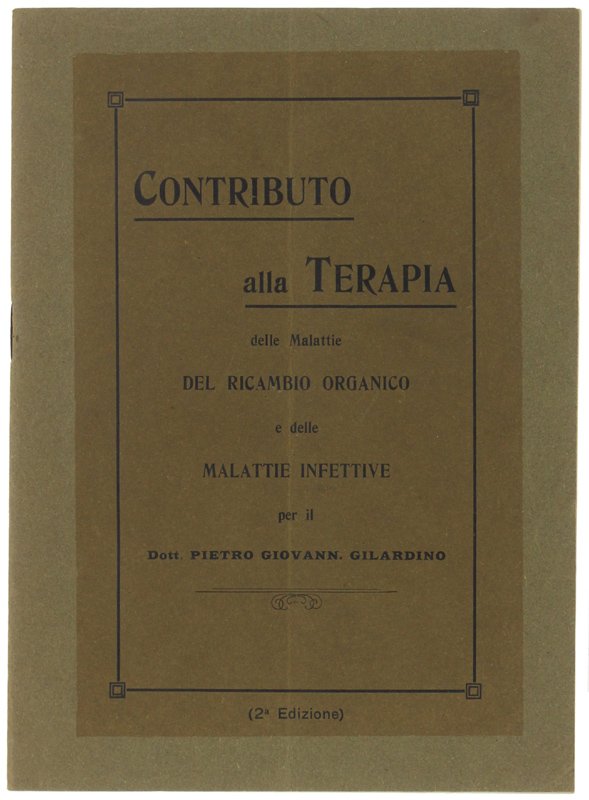 CONTRIBUTO
alla TERAPIA
delle Malattie
DEL RICAMBIO ORGANICO
e delle
MALATTIE INFETTIVE
per il
Dott. PIETRO GIOVANN. GILARDINO
(2ª Edizione)